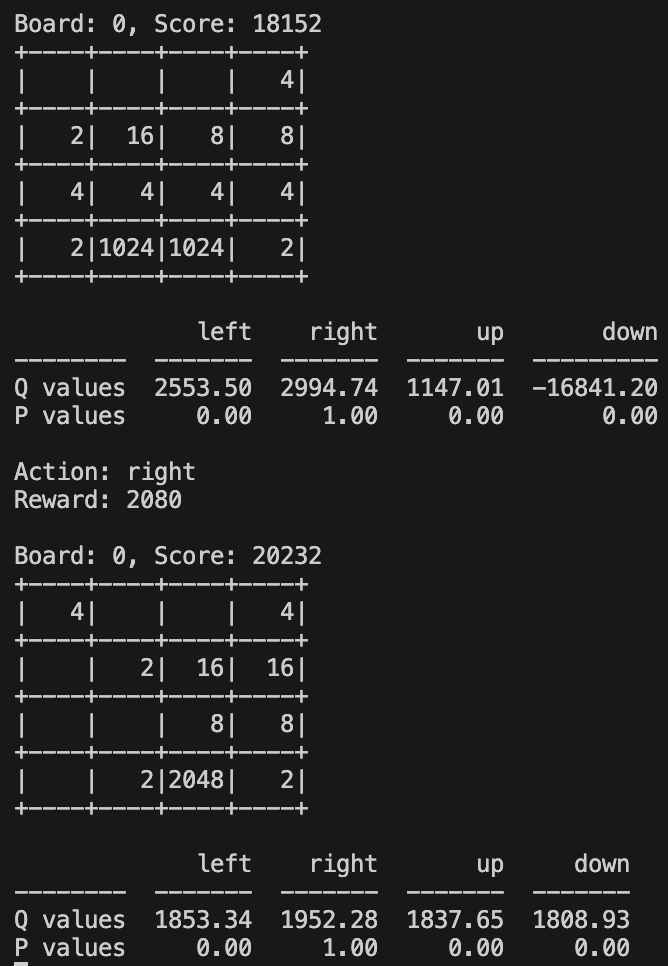 Board: 0, Score: 18152
+----+----+----+----+
|    |    |    |   4|
+----+----+----+----+
|   2|  16|   8|   8|
+----+----+----+----+
|   4|   4|   4|   4|
+----+----+----+----+
|   2|1024|1024|   2|
+----+----+----+----+
             left    right       up       down
--------  -------  -------  -------  ---------
Q values  2553.50  2994.74  1147.01  -16841.20
P values     0.00     1.00     0.00       0.00
Action: right
Reward: 2080
Board: 0, Score: 20232
+----+----+----+----+
|   4|    |    |   4|
+----+----+----+----+
|    |   2|  16|  16|
+----+----+----+----+
|    |    |   8|   8|
+----+----+----+----+
|    |   2|2048|   2|
+----+----+----+----+
             left    right       up     down
--------  -------  -------  -------  -------
Q values  1853.34  1952.28  1837.65  1808.93
P values     0.00     1.00     0.00     0.00